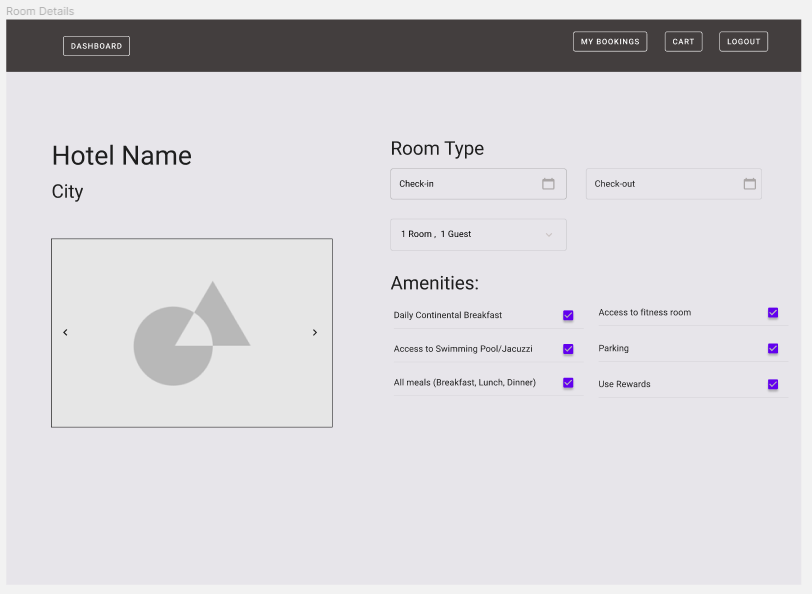 Room Details
DASHBOARD
MY BOOKINGS
CART
LOGOUT
Hotel Name
City
Room Type
Check-in
Check-out
1 Room , 1 Guest
Amenities:
Daily Continental Breakfast
Access to Swimming Pool/Jacuzzi
All meals (Breakfast, Lunch, Dinner)
Access to fitness room
Parking
Use Rewards